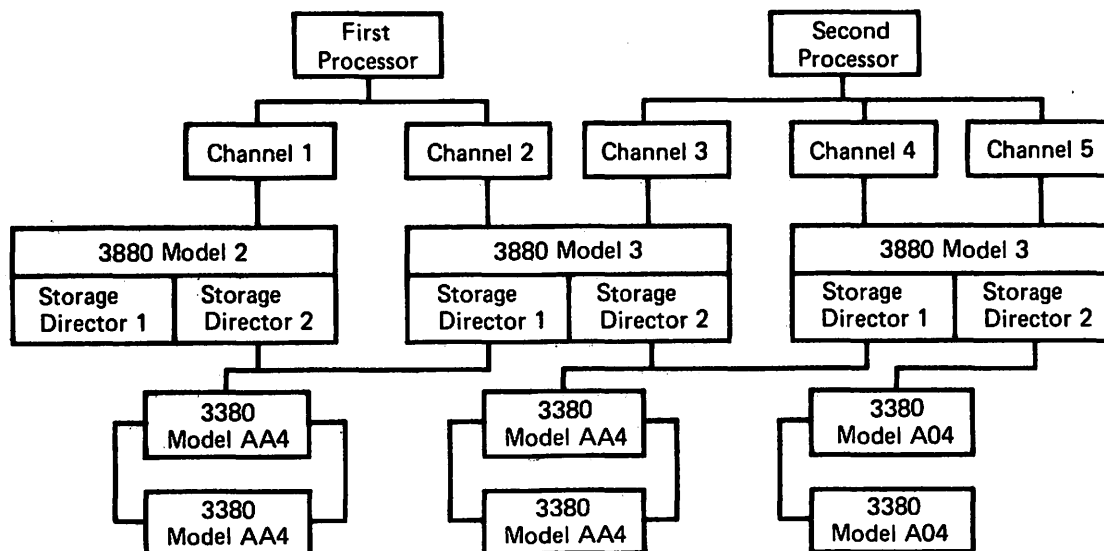 First
Processor
Second
Processor
Channel 1
Channel 2
Channel 3
Channel 4
Channel 5
3880 Model 2
Storage
Director 1
Storage
Director 2
3880 Model 3
Storage
Director 1
Storage
Director 2
3880 Model 3
Storage
Director 1
Storage
Director 2
3380
Model AA4
3380
Model AA4
3380
Model A04
3380
Model AA4
3380
Model AA4
3380
Model A04